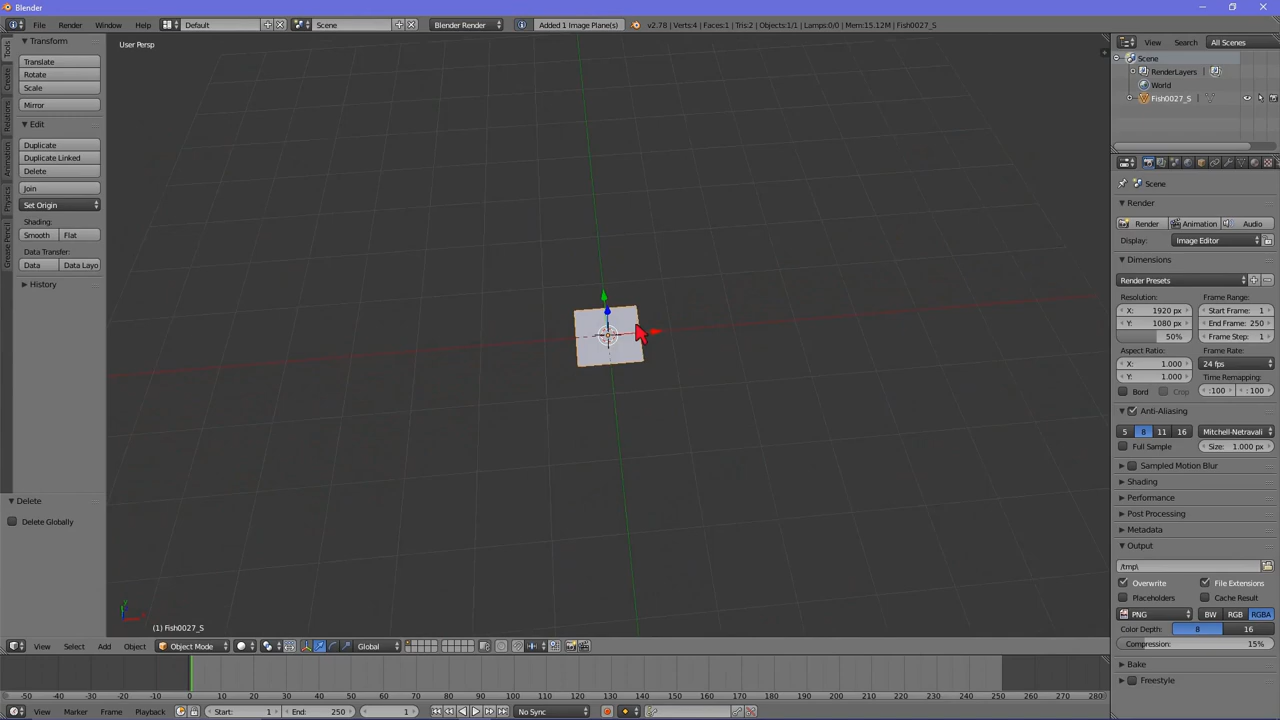 Blender
File Render Window Help Default Scene Blender Render Added 1 Image Plane(s) v2.78 | Verts:4 | Faces:1 | Tris:2 | Objects:1/1 | Lamps:0/0 | Mem:15.12M | Fish0027_S
View Search All Scenes
Transform
User Persp
Translate
Rotate
Scale
Mirror
Edit
Duplicate
Duplicate Linked
Delete
Join
Set Origin
Shading:
Smooth Flat
Data Transfer:
Data Data Layo
History
Tools
Create
Relations
Animation
Physics
Grease Pencil
Delete
Delete Globally
(1) Fish0027_S
Scene
RenderLayers
World
Fish0027_S
Scene
Render
Render Animation Audio
Display: Image Editor
Dimensions
Render Presets
Resolution: Frame Range:
X: 1920 px Start Frame: 1
Y: 1080 px End Frame: 250
50% Frame Step: 1
Aspect Ratio: Frame Rate:
X: 1.000 24 fps
Y: 1.000 Time Remapping:
Bord Crop :100 : 100
Anti-Aliasing
5 8 11 16 Mitchell-Netravali
Full Sample Size: 1.000 px
Sampled Motion Blur
Shading
Performance
Post Processing
Metadata
Output
/tmp\
Overwrite File Extensions
Placeholders Cache Result
PNG BW RGB RGBA
Color Depth: 8 16
Compression: 15%
Bake
Freestyle
View Select Add Object Object Mode Global
-50 -40 -30 -20 -10 0 10 20 30 40 50 60 70 80 90 100 110 120 130 140 150 160 170 180 190 200 210 220 230 240 250 260 270 280
View Marker Frame Playback Start: 1 End: 250 1 No Sync